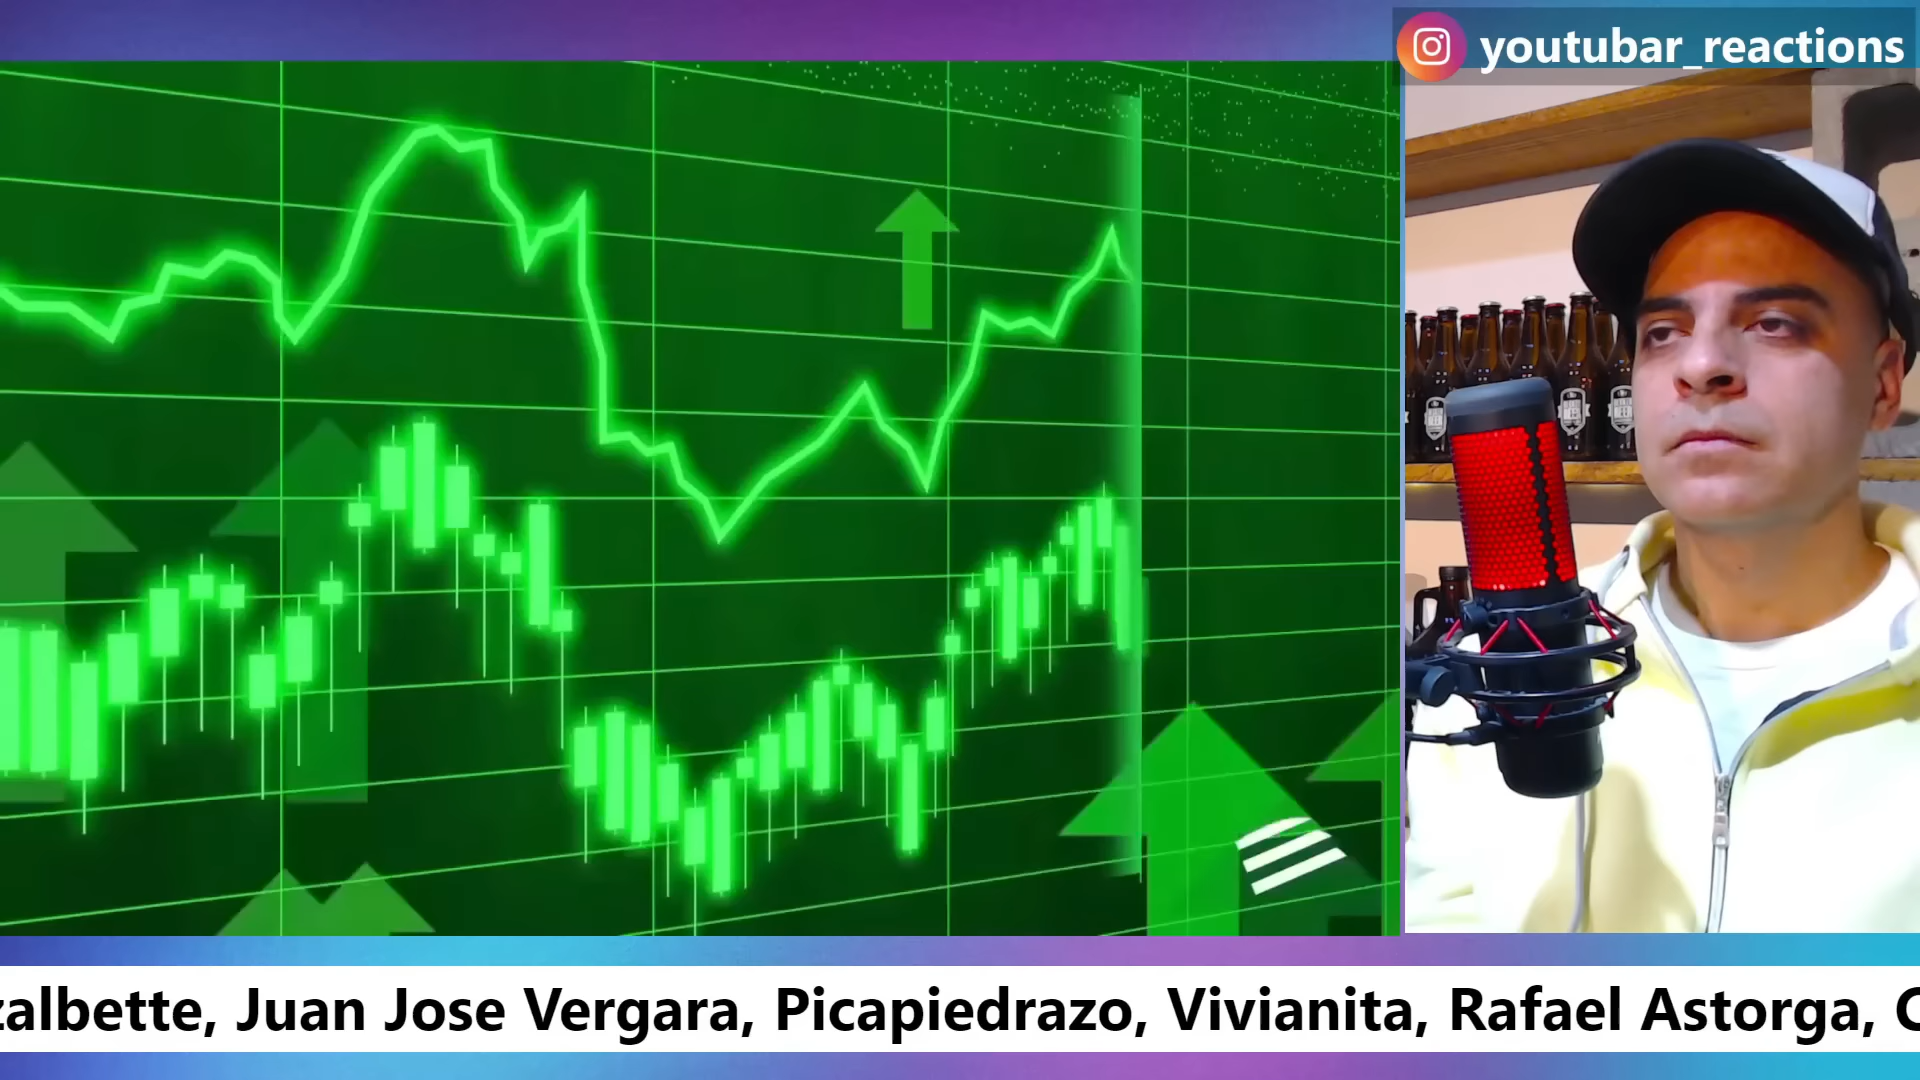 youtubar_reactions
zalbette, Juan Jose Vergara, Picapiedrazo, Vivianita, Rafael Astorga, C